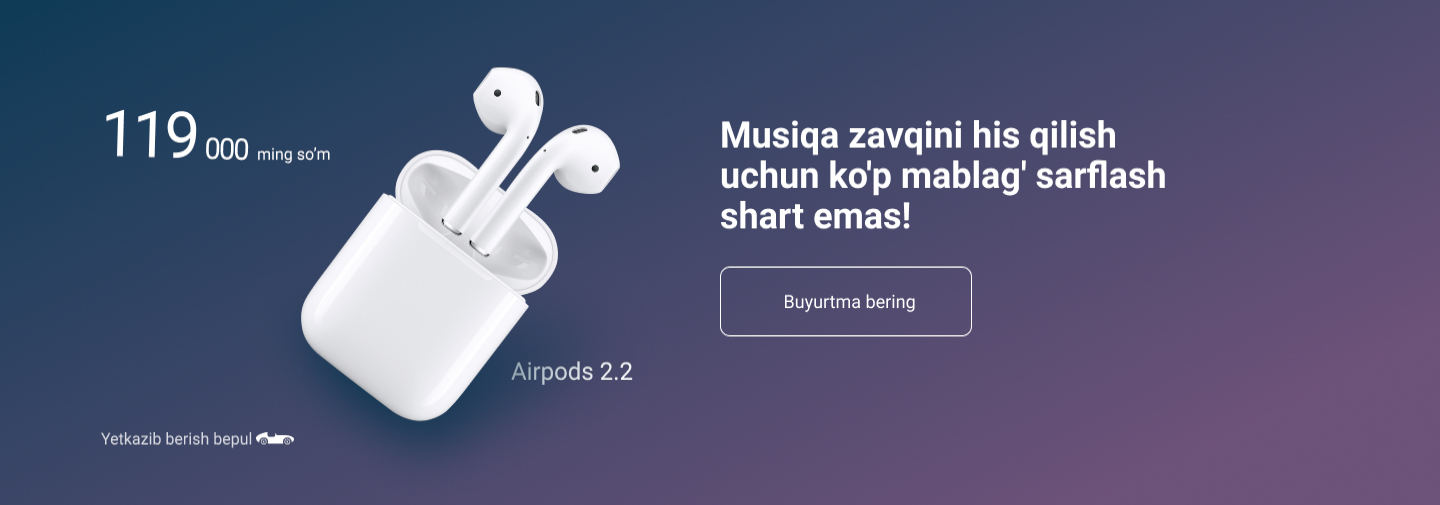 119 000 ming so’m
Musiqa zavqini his qilish
uchun ko'p mablag' sarflash
shart emas!
Buyurtma bering
Airpods 2.2
Yetkazib berish bepul